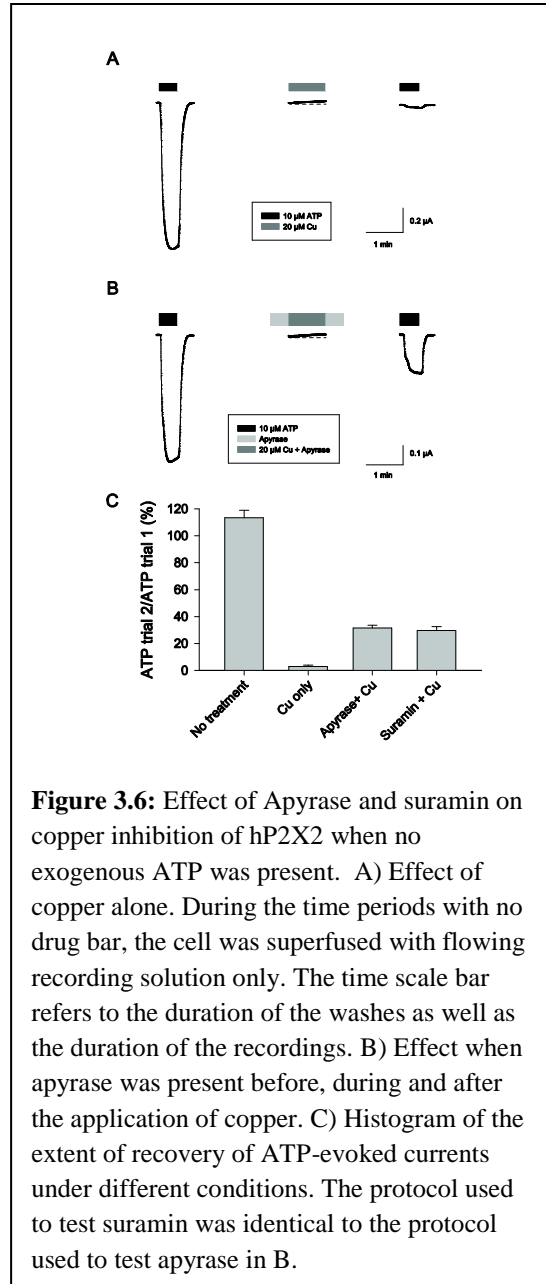 A
10 µM ATP
20 µM Cu
0.2 µA
1 min
B
10 µM ATP
Apyrase
20 µM Cu + Apyrase
0.1 µA
1 min
C
ATP trial 2/ATP trial 1 (%)
120
100
80
60
40
20
0
No treatment
Cu only
Apyrase+ Cu
Suramin + Cu
Figure 3.6: Effect of Apyrase and suramin on
copper inhibition of hP2X2 when no
exogenous ATP was present. A) Effect of
copper alone. During the time periods with no
drug bar, the cell was superfused with flowing
recording solution only. The time scale bar
refers to the duration of the washes as well as
the duration of the recordings. B) Effect when
apyrase was present before, during and after
the application of copper. C) Histogram of the
extent of recovery of ATP-evoked currents
under different conditions. The protocol used
to test suramin was identical to the protocol
used to test apyrase in B.